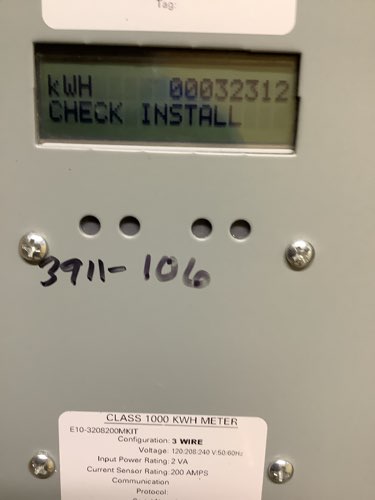 Tag:
kWH 00032312
CHECK INSTALL
3911-106
CLASS 1000 KWH METER
E10-3208200MKIT
Configuration: 3 WIRE
Voltage: 120/208-240 V:50-60Hz
Input Power Rating: 2 VA
Current Sensor Rating: 200 AMPS
Communication
Protocol: